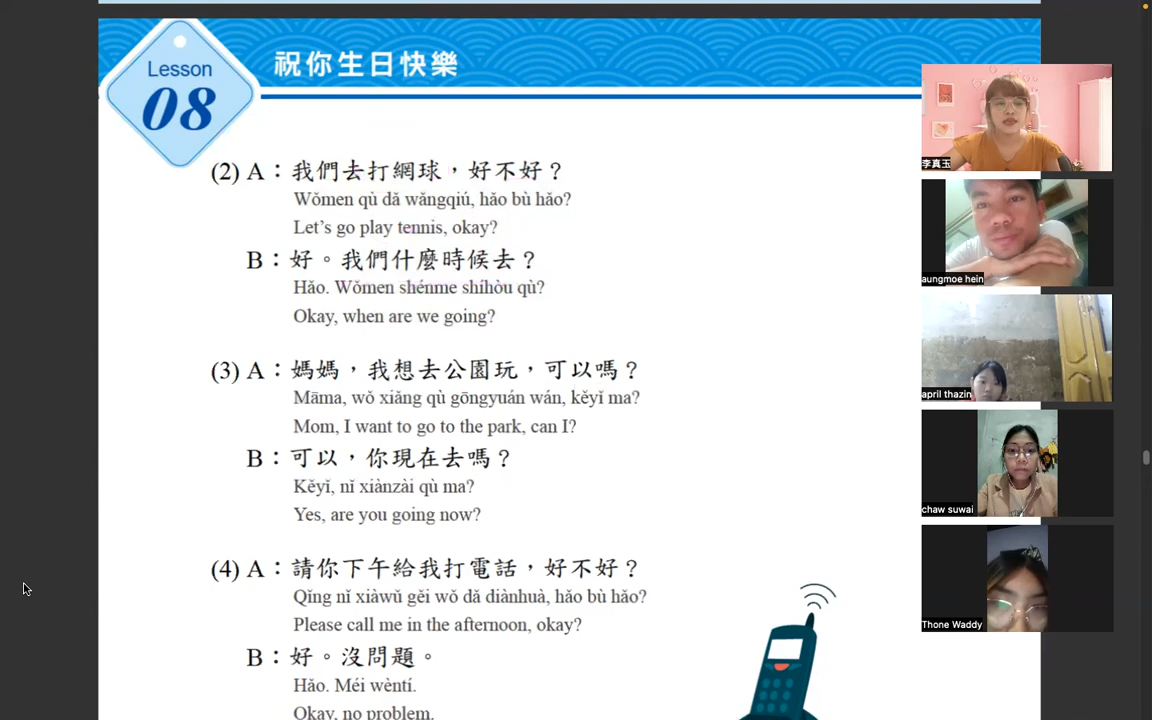 Lesson
08
祝你生日快樂
(2) A：我們去打網球，好不好？
Wǒmen qù dǎ wǎngqiú, hǎo bù hǎo?
Let's go play tennis, okay?
B：好。我們什麼時候去？
Hǎo. Wǒmen shénme shíhòu qù?
Okay, when are we going?
(3) A：媽媽，我想去公園玩，可以嗎？
Māma, wǒ xiǎng qù gōngyuán wán, kěyǐ ma?
Mom, I want to go to the park, can I?
B：可以，你現在去嗎？
Kěyǐ, nǐ xiànzài qù ma?
Yes, are you going now?
(4) A：請你下午給我打電話，好不好？
Qǐng nǐ xiàwǔ gěi wǒ dǎ diànhuà, hǎo bù hǎo?
Please call me in the afternoon, okay?
B：好。沒問題。
Hǎo. Méi wèntí.
Okay, no problem.
李真玉
aungmoe hein
april thazin
chaw suwai
Thone Waddy